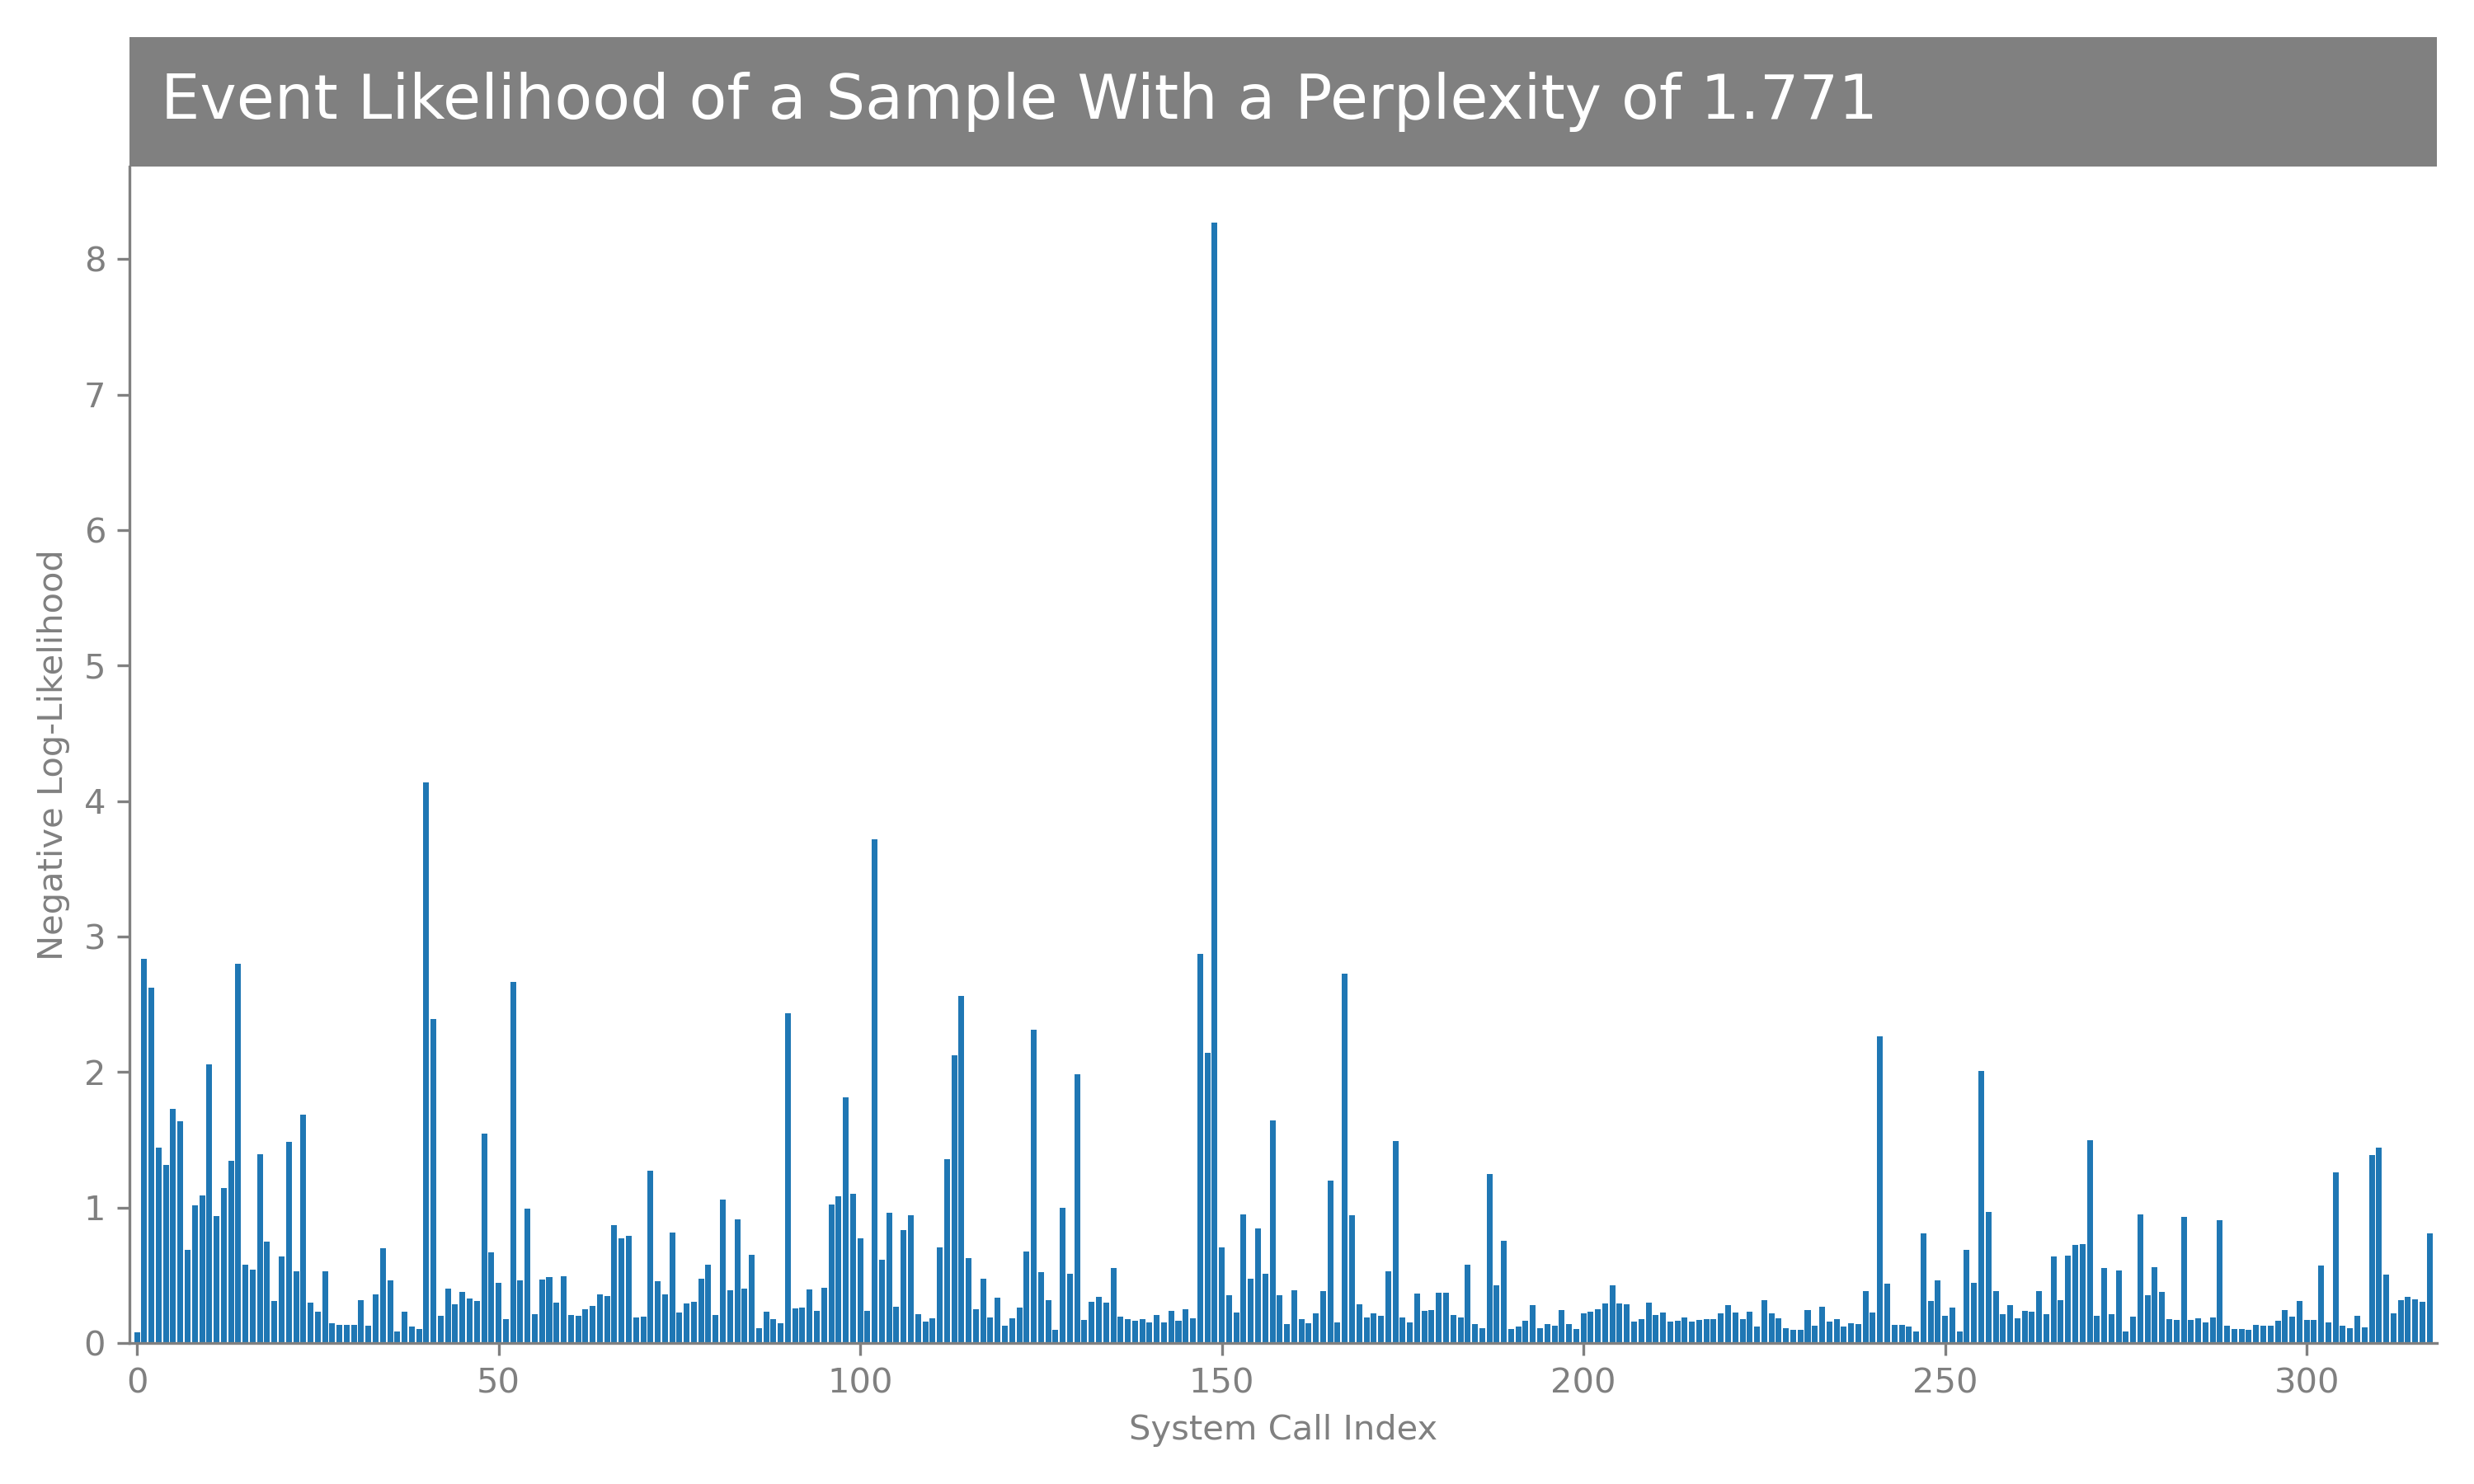 Event Likelihood of a Sample With a Perplexity of 1.771
8
7
6
5
4
3
2
1
0
Negative Log-Likelihood
0 50 100 150 200 250 300
System Call Index